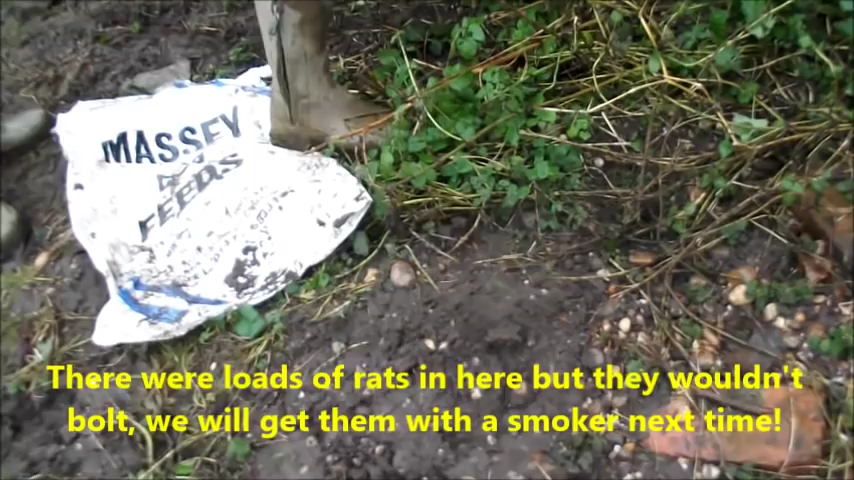 MASSEY
FEEDS
There were loads of rats in here but they wouldn't
bolt, we will get them with a smoker next time!